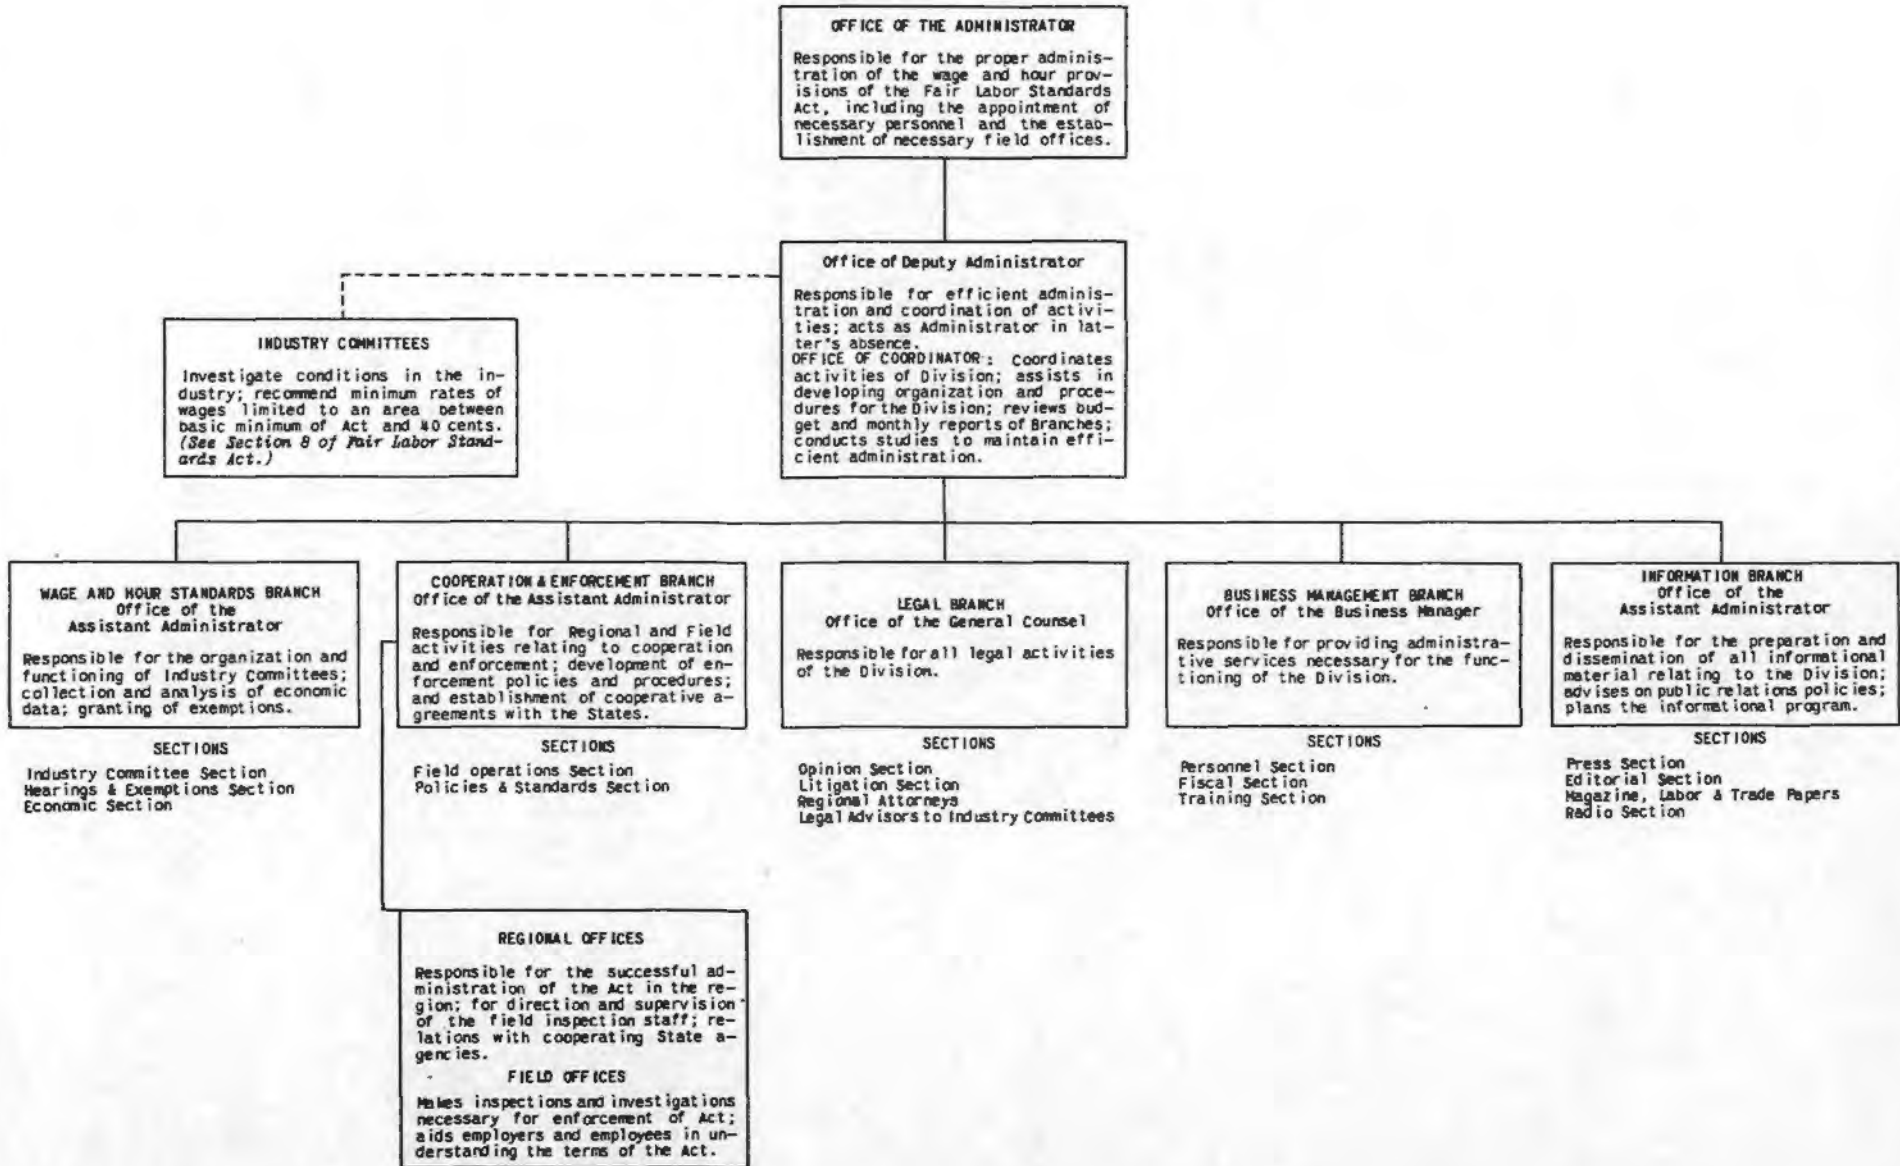 OFFICE OF THE ADMINISTRATOR
Responsible for the proper adminis-
tration of the wage and hour prov-
isions of the Fair Labor Standards
Act, including the appointment of
necessary personnel and the estab-
lishment of necessary field offices.
Office of Deputy Administrator
Responsible for efficient adminis-
tration and coordination of activi-
ties; acts as Administrator in lat-
ter's absence.
OFFICE OF COORDINATOR: Coordinates
activities of Division; assists in
developing organization and proce-
dures for the Division; reviews bud-
get and monthly reports of Branches;
conducts studies to maintain effi-
cient administration.
INDUSTRY COMMITTEES
Investigate conditions in the in-
dustry; recommend minimum rates of
wages limited to an area between
basic minimum of Act and 40 cents.
(See Section 8 of Fair Labor Stand-
ards Act.)
WAGE AND HOUR STANDARDS BRANCH
Office of the
Assistant Administrator
Responsible for the organization and
functioning of Industry Committees;
collection and analysis of economic
data; granting of exemptions.
SECTIONS
Industry Committee Section
Hearings & Exemptions Section
Economic Section
COOPERATION & ENFORCEMENT BRANCH
Office of the Assistant Administrator
Responsible for Regional and Field
activities relating to cooperation
and enforcement; development of en-
forcement policies and procedures;
and establishment of cooperative a-
greements with the States.
SECTIONS
Field operations Section
Policies & Standards Section
LEGAL BRANCH
Office of the General Counsel
Responsible for all legal activities
of the Division.
SECTIONS
Opinion Section
Litigation Section
Regional Attorneys
Legal Advisors to Industry Committees
BUSINESS MANAGEMENT BRANCH
Office of the Business Manager
Responsible for providing administra-
tive services necessary for the func-
tioning of the Division.
SECTIONS
Personnel Section
Fiscal Section
Training Section
INFORMATION BRANCH
Office of the
Assistant Administrator
Responsible for the preparation and
dissemination of all informational
material relating to the Division;
advises on public relations policies;
plans the informational program.
SECTIONS
Press Section
Editorial Section
Magazine, Labor & Trade Papers
Radio Section
REGIONAL OFFICES
Responsible for the successful ad-
ministration of the Act in the re-
gion; for direction and supervision
of the field inspection staff; re-
lations with cooperating State a-
gencies.
FIELD OFFICES
Makes inspections and investigations
necessary for enforcement of Act;
aids employers and employees in un-
derstanding the terms of the Act.